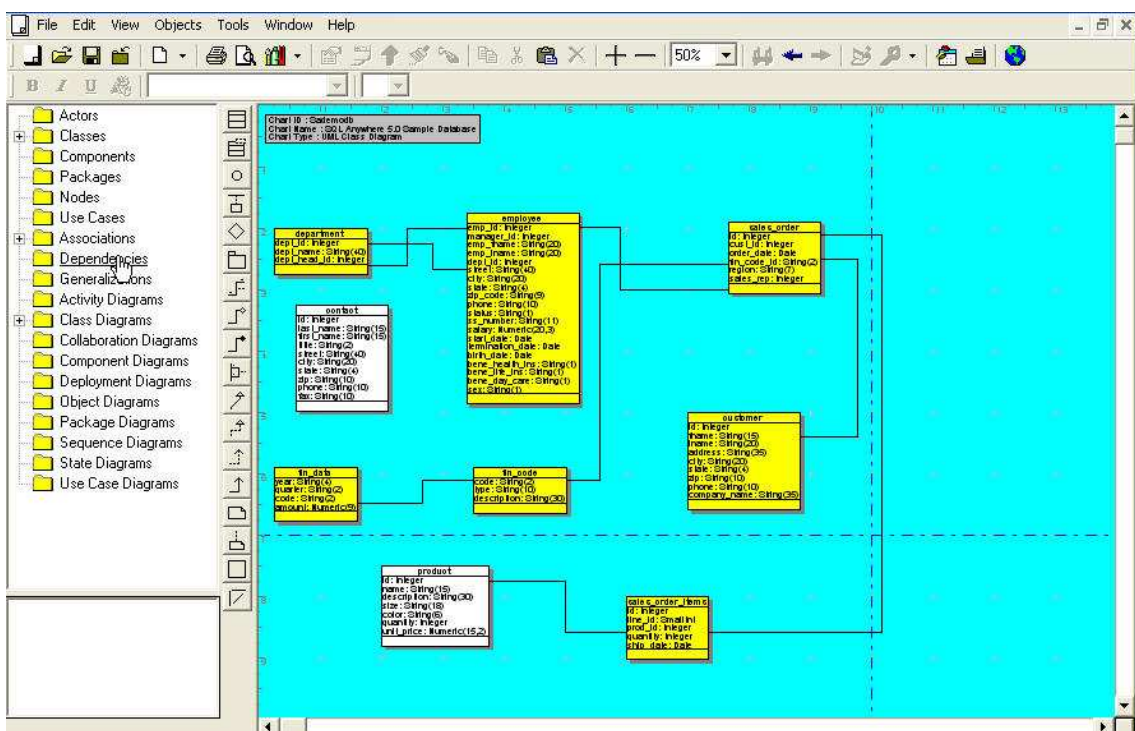 File Edit View Objects Tools Window Help
50%
B I U
Actors
Classes
Components
Packages
Nodes
Use Cases
Associations
Dependencies
Generalizations
Activity Diagrams
Class Diagrams
Collaboration Diagrams
Component Diagrams
Deployment Diagrams
Object Diagrams
Package Diagrams
Sequence Diagrams
State Diagrams
Use Case Diagrams
Chart ID : Sademodb
Chart Name : SQL Anywhere 5.0 Sample Database
Chart Type : UML Class Diagram
department
dept_id: Integer
dept_name: String(40)
dept_head_id: Integer
employee
emp_id: Integer
manager_id: Integer
emp_fname: String(20)
emp_lname: String(20)
dept_id: Integer
street: String(40)
city: String(20)
state: String(4)
zip_code: String(9)
phone: String(10)
status: String(1)
ss_number: String(11)
salary: Numeric(20,3)
start_date: Date
termination_date: Date
birth_date: Date
bene_health_ins: String(1)
bene_life_ins: String(1)
bene_day_care: String(1)
sex: String(1)
sales_order
id: Integer
cust_id: Integer
order_date: Date
fin_code_id: String(2)
region: String(7)
sales_rep: Integer
contact
id: Integer
last_name: String(15)
first_name: String(15)
title: String(2)
street: String(40)
city: String(20)
state: String(4)
zip: String(10)
phone: String(10)
fax: String(10)
customer
id: Integer
fname: String(15)
lname: String(20)
address: String(35)
city: String(20)
state: String(4)
zip: String(10)
phone: String(10)
company_name: String(35)
fin_data
year: String(4)
quarter: String(2)
code: String(2)
amount: Numeric(9)
fin_code
code: String(2)
type: String(10)
description: String(30)
product
id: Integer
name: String(15)
description: String(30)
size: String(18)
color: String(6)
quantity: Integer
unit_price: Numeric(15,2)
sales_order_items
id: Integer
line_id: SmallInt
prod_id: Integer
quantity: Integer
ship_date: Date